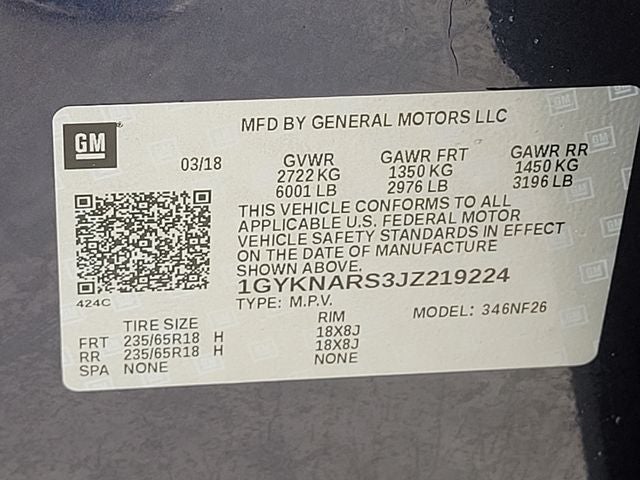 MFD BY GENERAL MOTORS LLC
GM
03/18 GVWR GAWR FRT GAWR RR
2722 KG 1350 KG 1450 KG
6001 LB 2976 LB 3196 LB
THIS VEHICLE CONFORMS TO ALL
APPLICABLE U.S. FEDERAL MOTOR
VEHICLE SAFETY STANDARDS IN EFFECT
ON THE DATE OF MANUFACTURE
SHOWN ABOVE.
1GYKNARS3JZ219224
424C
TYPE: M.P.V. MODEL: 346NF26
TIRE SIZE RIM
FRT 235/65R18 H 18X8J
RR 235/65R18 H 18X8J
SPA NONE NONE